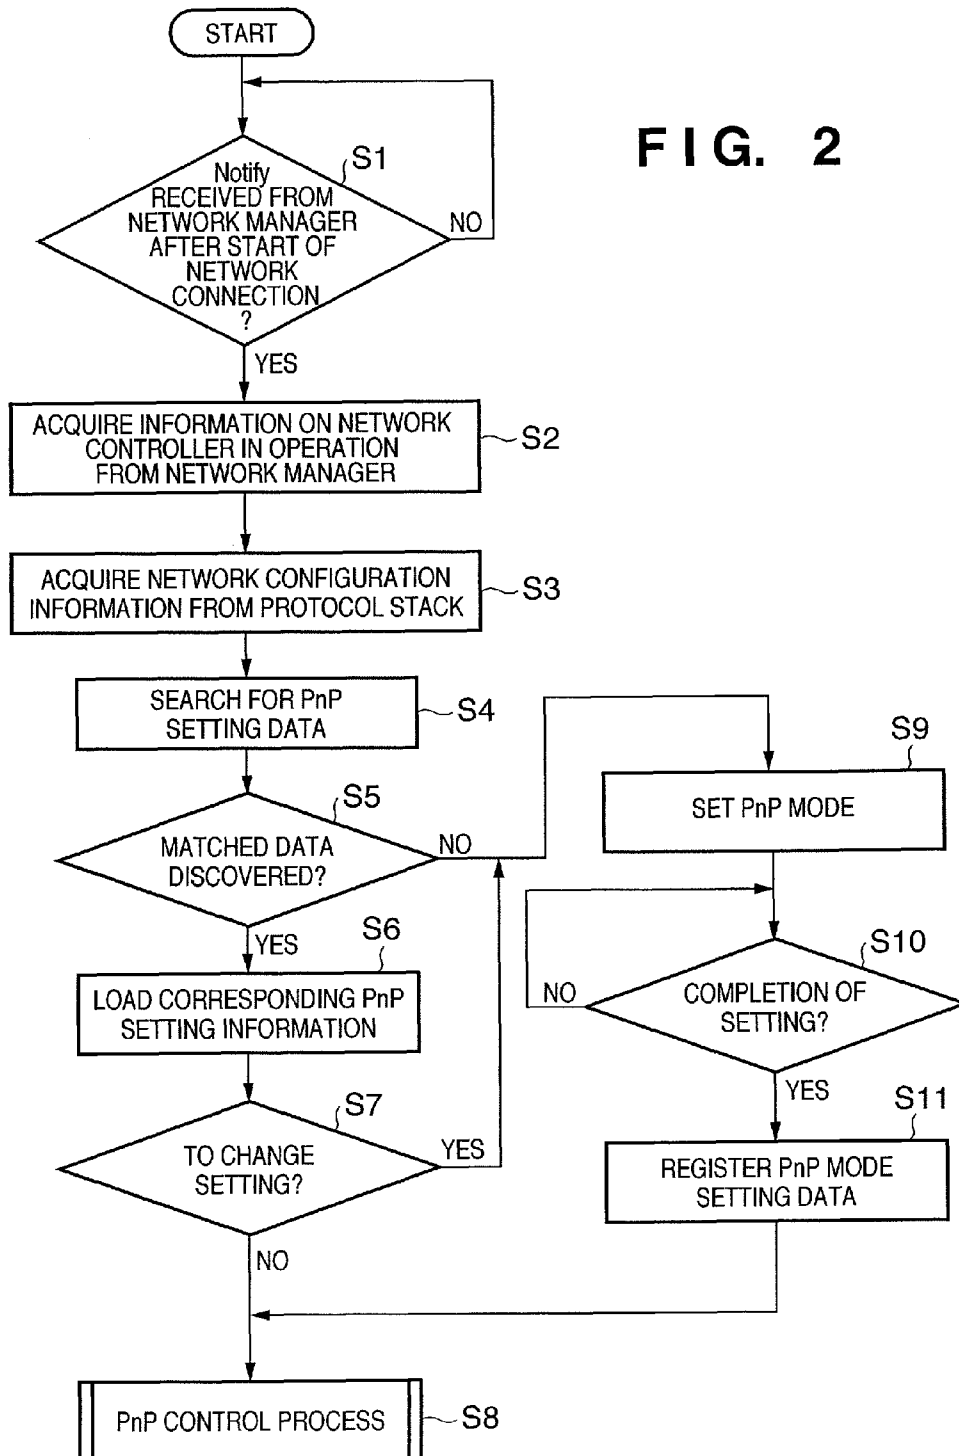 START
FIG. 2
S1
Notify
RECEIVED FROM
NETWORK MANAGER
AFTER START OF
NETWORK
CONNECTION
?
NO
YES
ACQUIRE INFORMATION ON NETWORK
CONTROLLER IN OPERATION
FROM NETWORK MANAGER
S2
ACQUIRE NETWORK CONFIGURATION
INFORMATION FROM PROTOCOL STACK
S3
SEARCH FOR PnP
SETTING DATA
S4
S5
MATCHED DATA
DISCOVERED?
NO
YES
S6
LOAD CORRESPONDING PnP
SETTING INFORMATION
S7
TO CHANGE
SETTING?
YES
NO
S9
SET PnP MODE
S10
COMPLETION OF
SETTING?
NO
YES
S11
REGISTER PnP MODE
SETTING DATA
PnP CONTROL PROCESS
S8